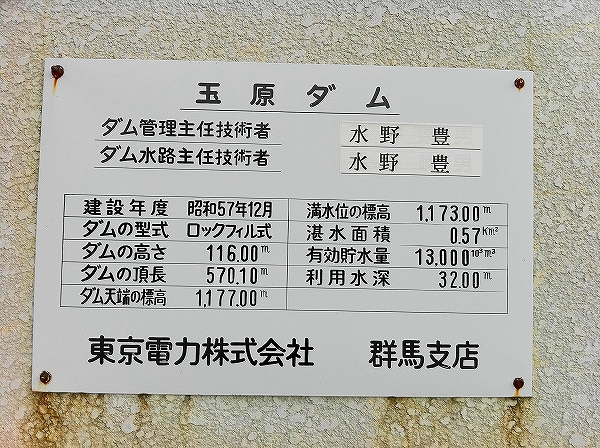 玉原ダム
ダム管理主任技術者 水野 豊
ダム水路主任技術者 水野 豊
建設年度 昭和57年12月 満水位の標高 1,173.00m
ダムの型式 ロックフィル式 湛水面積 0.57km²
ダムの高さ 116.00m 有効貯水量 13,000 10³m³
ダムの頂長 570.10m 利用水深 32.00m
ダム天端の標高 1,177.00m
東京電力株式会社 群馬支店